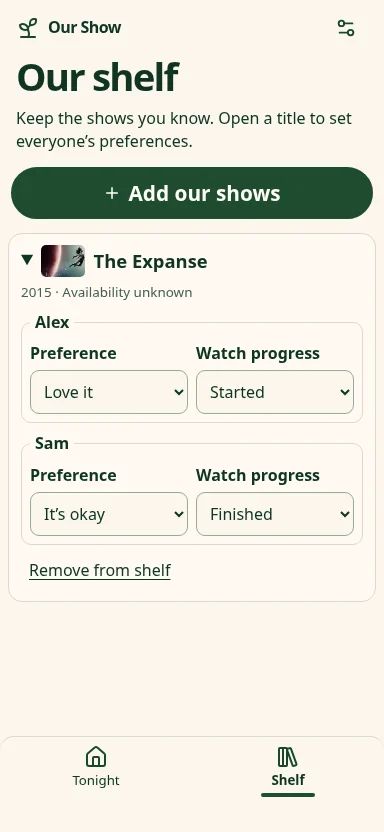 Our Show
Our shelf
Keep the shows you know. Open a title to set
everyone’s preferences.
+ Add our shows
▼ The Expanse
2015 · Availability unknown
Alex
Preference Watch progress
Love it Started
Sam
Preference Watch progress
It’s okay Finished
Remove from shelf
Tonight Shelf